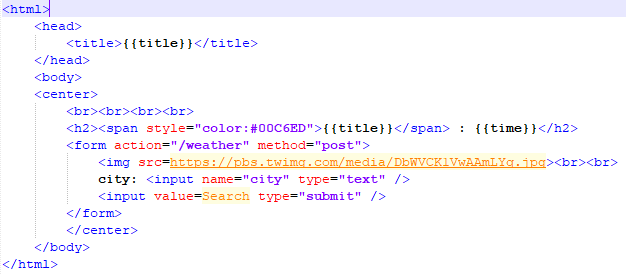 <html>
<head>
<title>{{title}}</title>
</head>
<body>
<center>
<br><br><br><br>
<h2><span style="color:#00C6ED">{{title}}</span> : {{time}}</h2>
<form action="/weather" method="post">
<img src=https://pbs.twimg.com/media/DbWVCK1VwAAmLYq.jpg><br><br>
city: <input name="city" type="text" />
<input value=Search type="submit" />
</form>
</center>
</body>
</html>